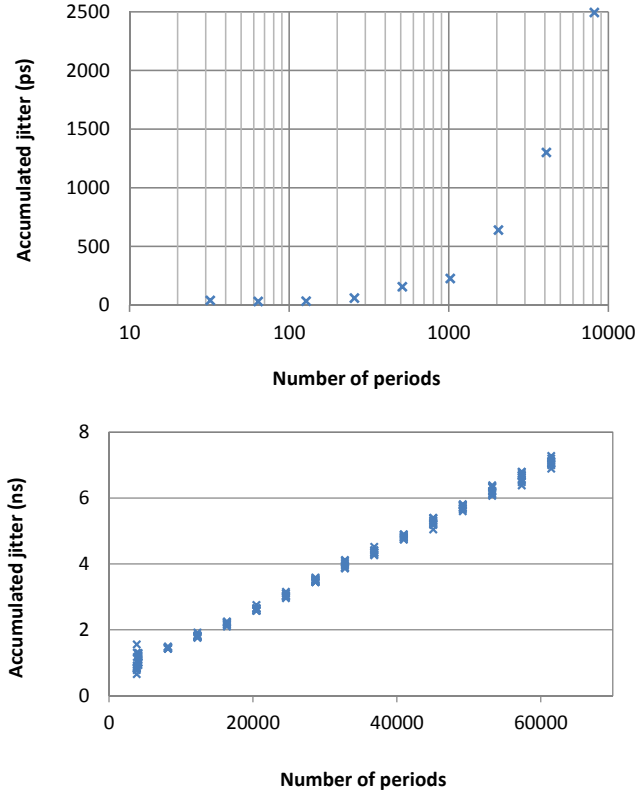 2500
2000
1500
1000
500
0
Accumulated jitter (ps)
10 100 1000 10000
Number of periods
8
6
4
2
0
Accumulated jitter (ns)
0 20000 40000 60000
Number of periods